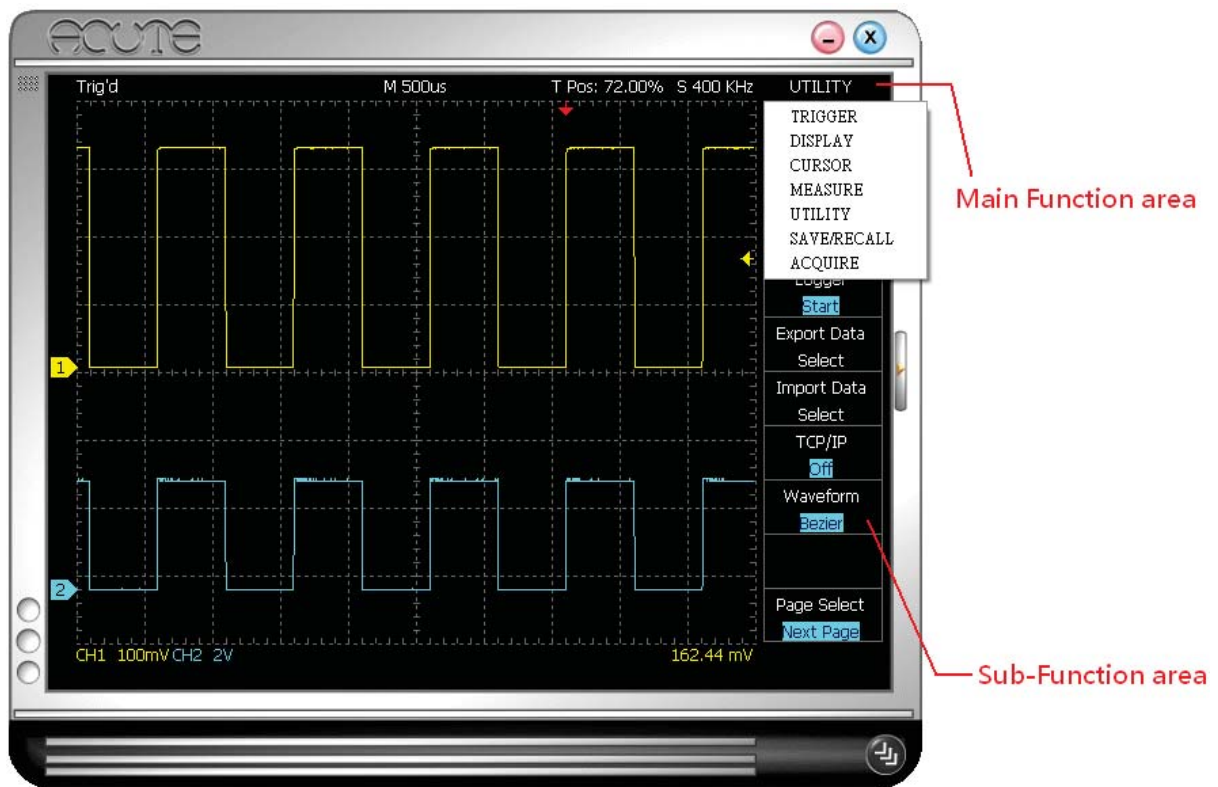 ACUTE
Trig'd M 500us T Pos: 72.00% S 400 KHz UTILITY
TRIGGER
DISPLAY
CURSOR
MEASURE
UTILITY
SAVE/RECALL
ACQUIRE
Main Function area
Logger
Start
Export Data
Select
1
Import Data
Select
TCP/IP
Off
Waveform
Bezier
2
Page Select
Next Page
CH1 100mV CH2 2V 162.44 mV
Sub-Function area